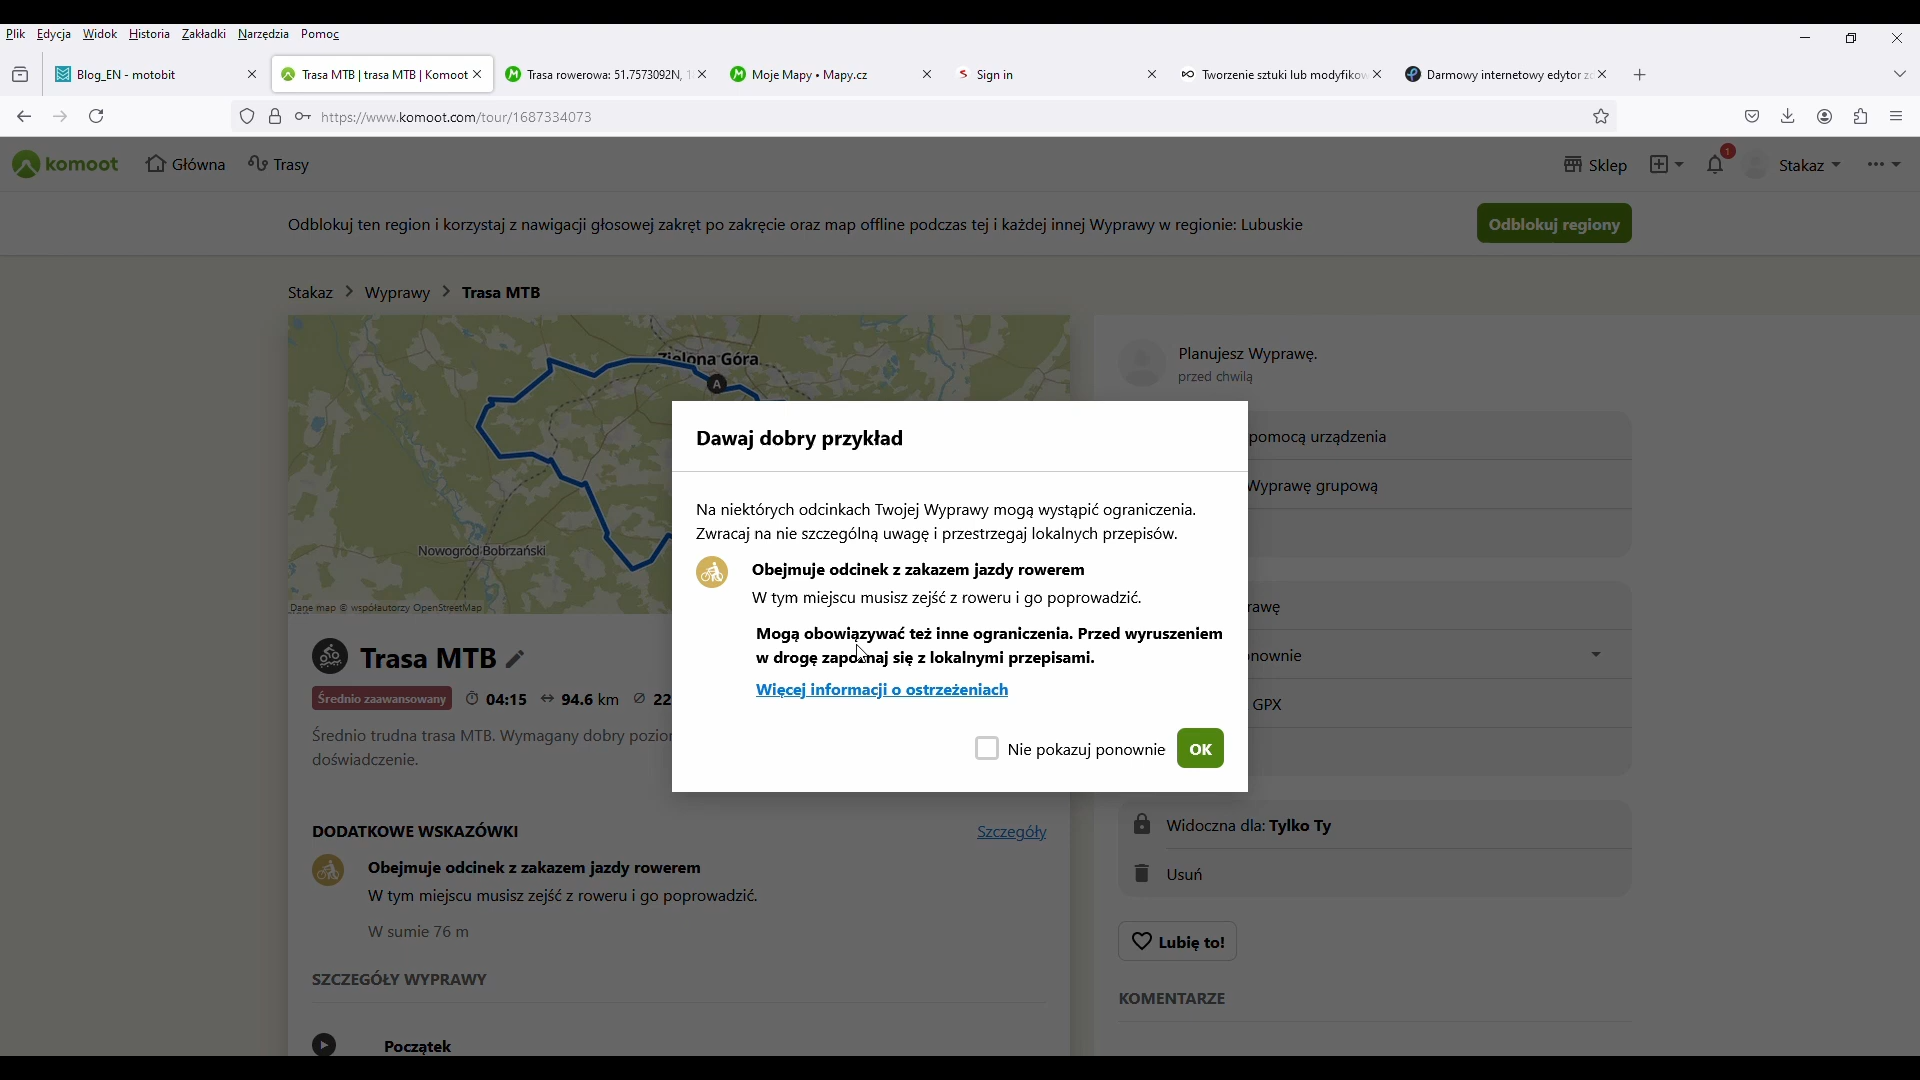 Plik Edycja Widok Historia Zakładki Narzędzia Pomoc
Blog_EN - motobit
Trasa MTB | trasa MTB | Komoot
Trasa rowerowa: 51.7573092N,
Moje Mapy • Mapy.cz
Sign in
Tworzenie sztuki lub modyfikow
Darmowy internetowy edytor
https://www.komoot.com/tour/1687334073
komoot Główna Trasy Sklep 1 Stakaz
Odblokuj ten region i korzystaj z nawigacji głosowej zakręt po zakręcie oraz map offline podczas tej i każdej innej Wyprawy w regionie: Lubuskie
Odblokuj regiony
Stakaz > Wyprawy > Trasa MTB
Zielona Góra
A
Nowogród Bobrzański
Dane map © współautorzy OpenStreetMap
Planujesz Wyprawę.
przed chwilą
pomocą urządzenia
Wyprawę grupową
rawę
nownie
GPX
Dawaj dobry przykład
Na niektórych odcinkach Twojej Wyprawy mogą wystąpić ograniczenia.
Zwracaj na nie szczególną uwagę i przestrzegaj lokalnych przepisów.
Obejmuje odcinek z zakazem jazdy rowerem
W tym miejscu musisz zejść z roweru i go poprowadzić.
Mogą obowiązywać też inne ograniczenia. Przed wyruszeniem
w drogę zapoznaj się z lokalnymi przepisami.
Więcej informacji o ostrzeżeniach
Nie pokazuj ponownie
OK
Trasa MTB
Średnio zaawansowany 04:15 94.6 km 22
Średnio trudna trasa MTB. Wymagany dobry pozio
doświadczenie.
DODATKOWE WSKAZÓWKI
Szczegóły
Obejmuje odcinek z zakazem jazdy rowerem
W tym miejscu musisz zejść z roweru i go poprowadzić.
W sumie 76 m
SZCZEGÓŁY WYPRAWY
Początek
Widoczna dla: Tylko Ty
Usuń
Lubię to!
KOMENTARZE